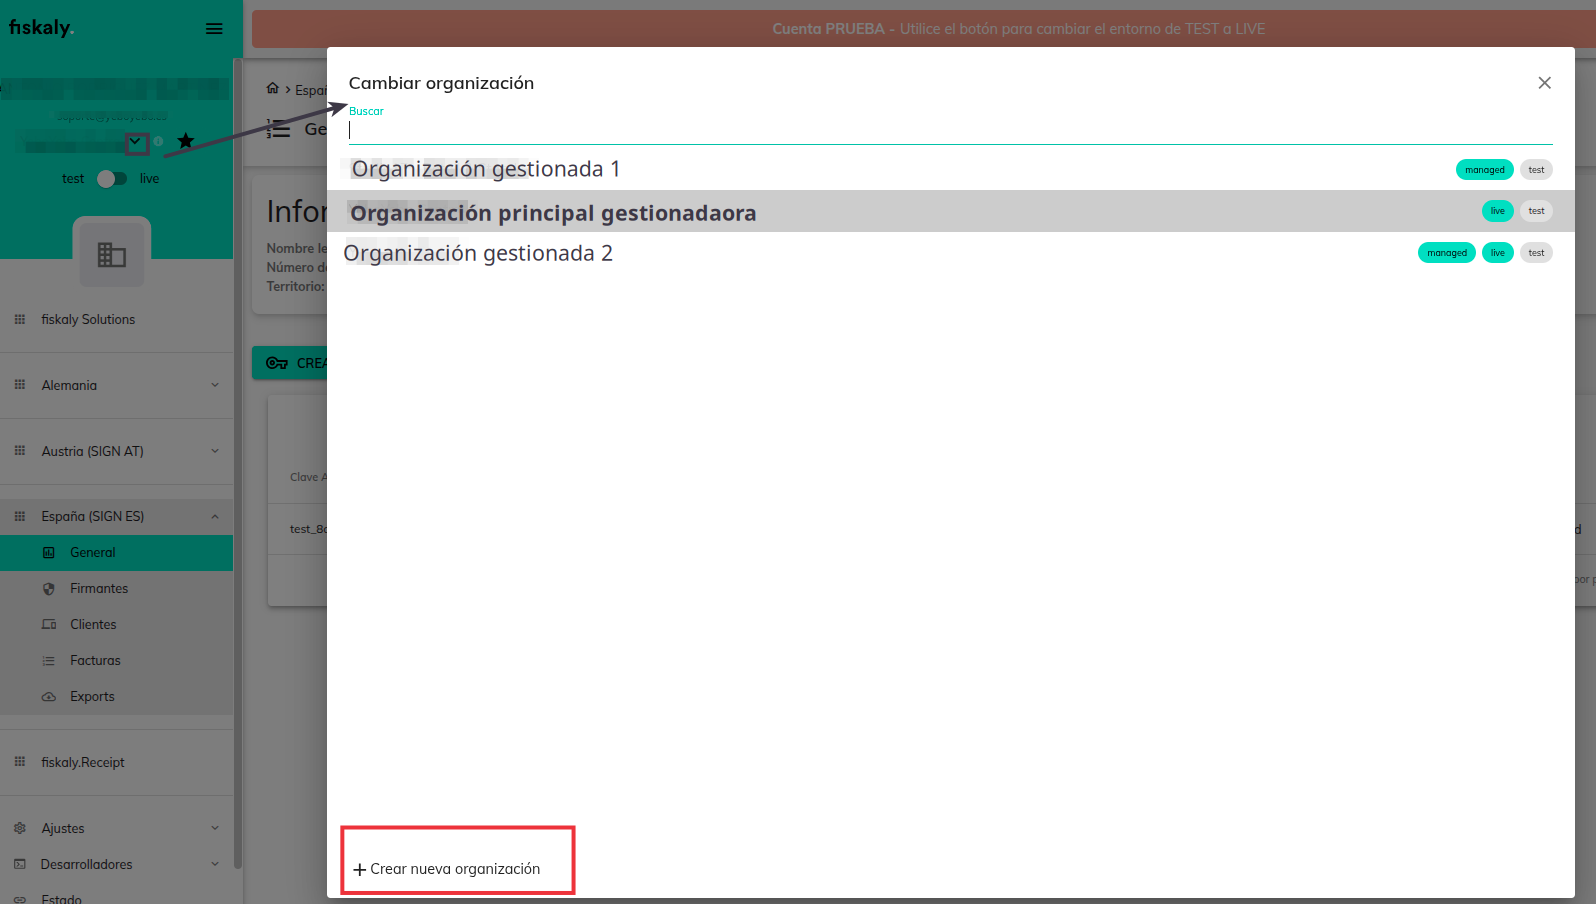 fiskaly.
Cuenta PRUEBA - Utilice el botón para cambiar el entorno de TEST a LIVE
test live
fiskaly Solutions
Alemania
Austria (SIGN AT)
España (SIGN ES)
General
Firmantes
Clientes
Facturas
Exports
fiskaly.Receipt
Ajustes
Desarrolladores
Estado
Espa
Ge
Infor
Nombre le
Número de
Territorio:
CREA
Clave A
test_8
Cambiar organización
Buscar
Organización gestionada 1 managed test
Organización principal gestionadaora live test
Organización gestionada 2 managed live test
+ Crear nueva organización
d
por p